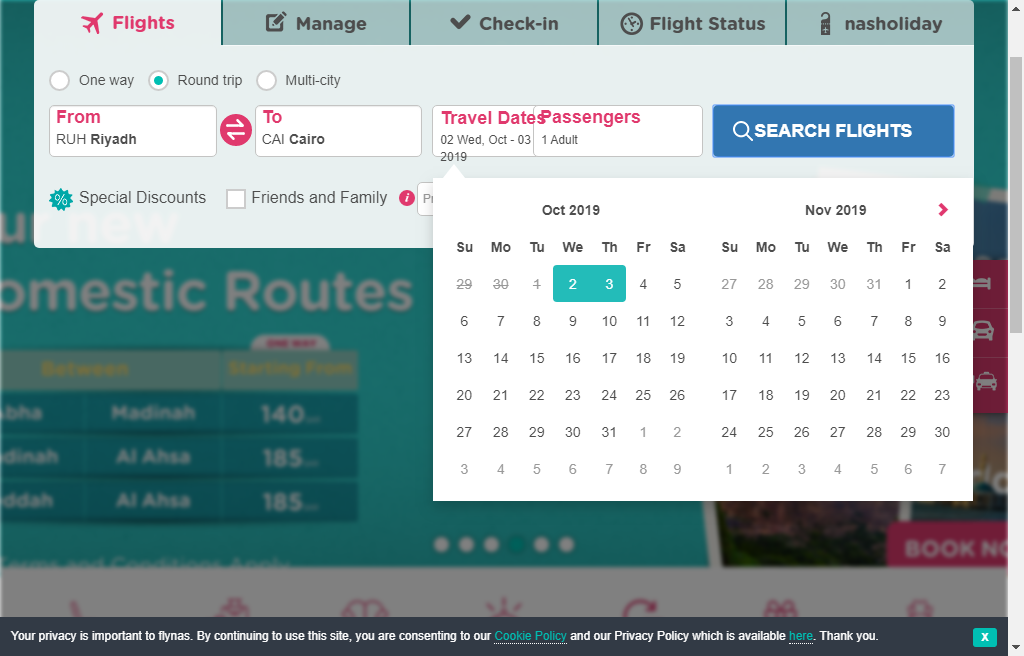 Flights
Manage
Check-in
Flight Status
nasholiday
One way
Round trip
Multi-city
From
RUH Riyadh
To
CAI Cairo
Travel Dates
02 Wed, Oct - 03
2019
Passengers
1 Adult
SEARCH FLIGHTS
Special Discounts
Friends and Family
ur new
omestic Routes
ONE WAY
Between
Starting From
Abha Madinah 140
dinah Al Ahsa 185
eddah Al Ahsa 185
Terms and Conditions Apply
Oct 2019
Su Mo Tu We Th Fr Sa
29 30 1 2 3 4 5
6 7 8 9 10 11 12
13 14 15 16 17 18 19
20 21 22 23 24 25 26
27 28 29 30 31 1 2
3 4 5 6 7 8 9
Nov 2019
Su Mo Tu We Th Fr Sa
27 28 29 30 31 1 2
3 4 5 6 7 8 9
10 11 12 13 14 15 16
17 18 19 20 21 22 23
24 25 26 27 28 29 30
1 2 3 4 5 6 7
BOOK NO
Your privacy is important to flynas. By continuing to use this site, you are consenting to our Cookie Policy and our Privacy Policy which is available here. Thank you.
X